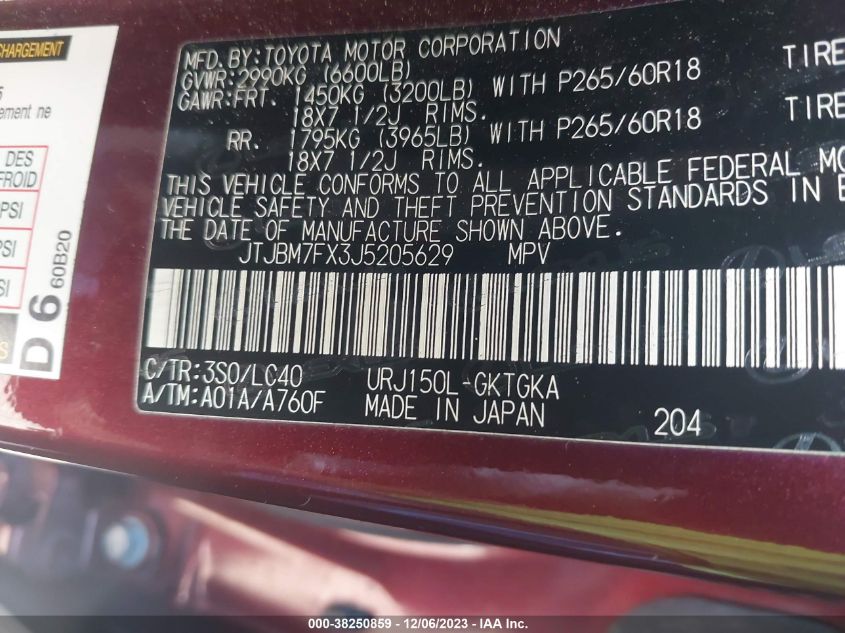 CHARGEMENT
5
ement ne
DES
FROID
PSI
PSI
SI
S
D 6 60B20
MFD. BY:TOYOTA MOTOR CORPORATION
GVWR:2990KG (6600LB)
GAWR:FRT. 1450KG (3200LB) WITH P265/60R18 TIRE
18X7 1/2J RIMS.
RR. 1795KG (3965LB) WITH P265/60R18 TIRE
18X7 1/2J RIMS.
THIS VEHICLE CONFORMS TO ALL APPLICABLE FEDERAL MO
VEHICLE SAFETY AND THEFT PREVENTION STANDARDS IN E
THE DATE OF MANUFACTURE SHOWN ABOVE.
JTJBM7FX3J5205629 MPV
C/TR:3S0/LC40 URJ150L-GKTGKA
A/TM:A01A/A760F MADE IN JAPAN 204
000-38250859 - 12/06/2023 - IAA Inc.